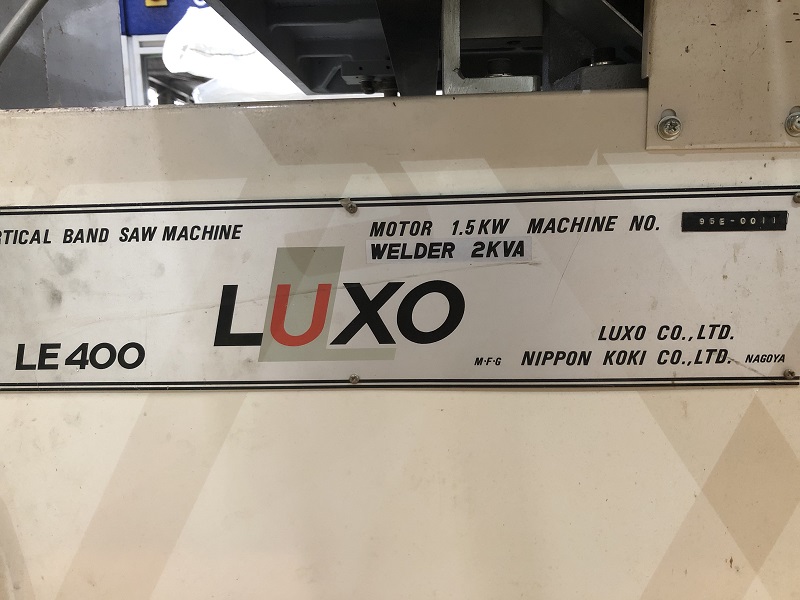 RTICAL BAND SAW MACHINE
MOTOR 1.5KW MACHINE NO. 95E-0011
WELDER 2KVA
LUXO
LE400
LUXO CO.,LTD.
M·F·G NIPPON KOKI CO.,LTD. NAGOYA